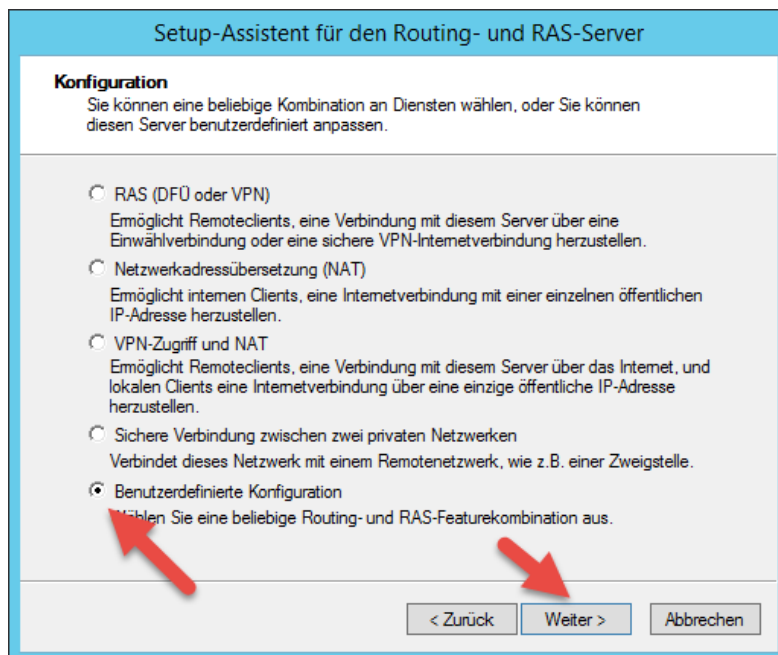 Setup-Assistent für den Routing- und RAS-Server
Konfiguration
Sie können eine beliebige Kombination an Diensten wählen, oder Sie können
diesen Server benutzerdefiniert anpassen.
RAS (DFÜ oder VPN)
Ermöglicht Remoteclients, eine Verbindung mit diesem Server über eine
Einwählverbindung oder eine sichere VPN-Internetverbindung herzustellen.
Netzwerkadressübersetzung (NAT)
Ermöglicht internen Clients, eine Internetverbindung mit einer einzelnen öffentlichen
IP-Adresse herzustellen.
VPN-Zugriff und NAT
Ermöglicht Remoteclients, eine Verbindung mit diesem Server über das Internet, und
lokalen Clients eine Internetverbindung über eine einzige öffentliche IP-Adresse
herzustellen.
Sichere Verbindung zwischen zwei privaten Netzwerken
Verbindet dieses Netzwerk mit einem Remotenetzwerk, wie z.B. einer Zweigstelle.
Benutzerdefinierte Konfiguration
Wählen Sie eine beliebige Routing- und RAS-Featurekombination aus.
< Zurück
Weiter >
Abbrechen